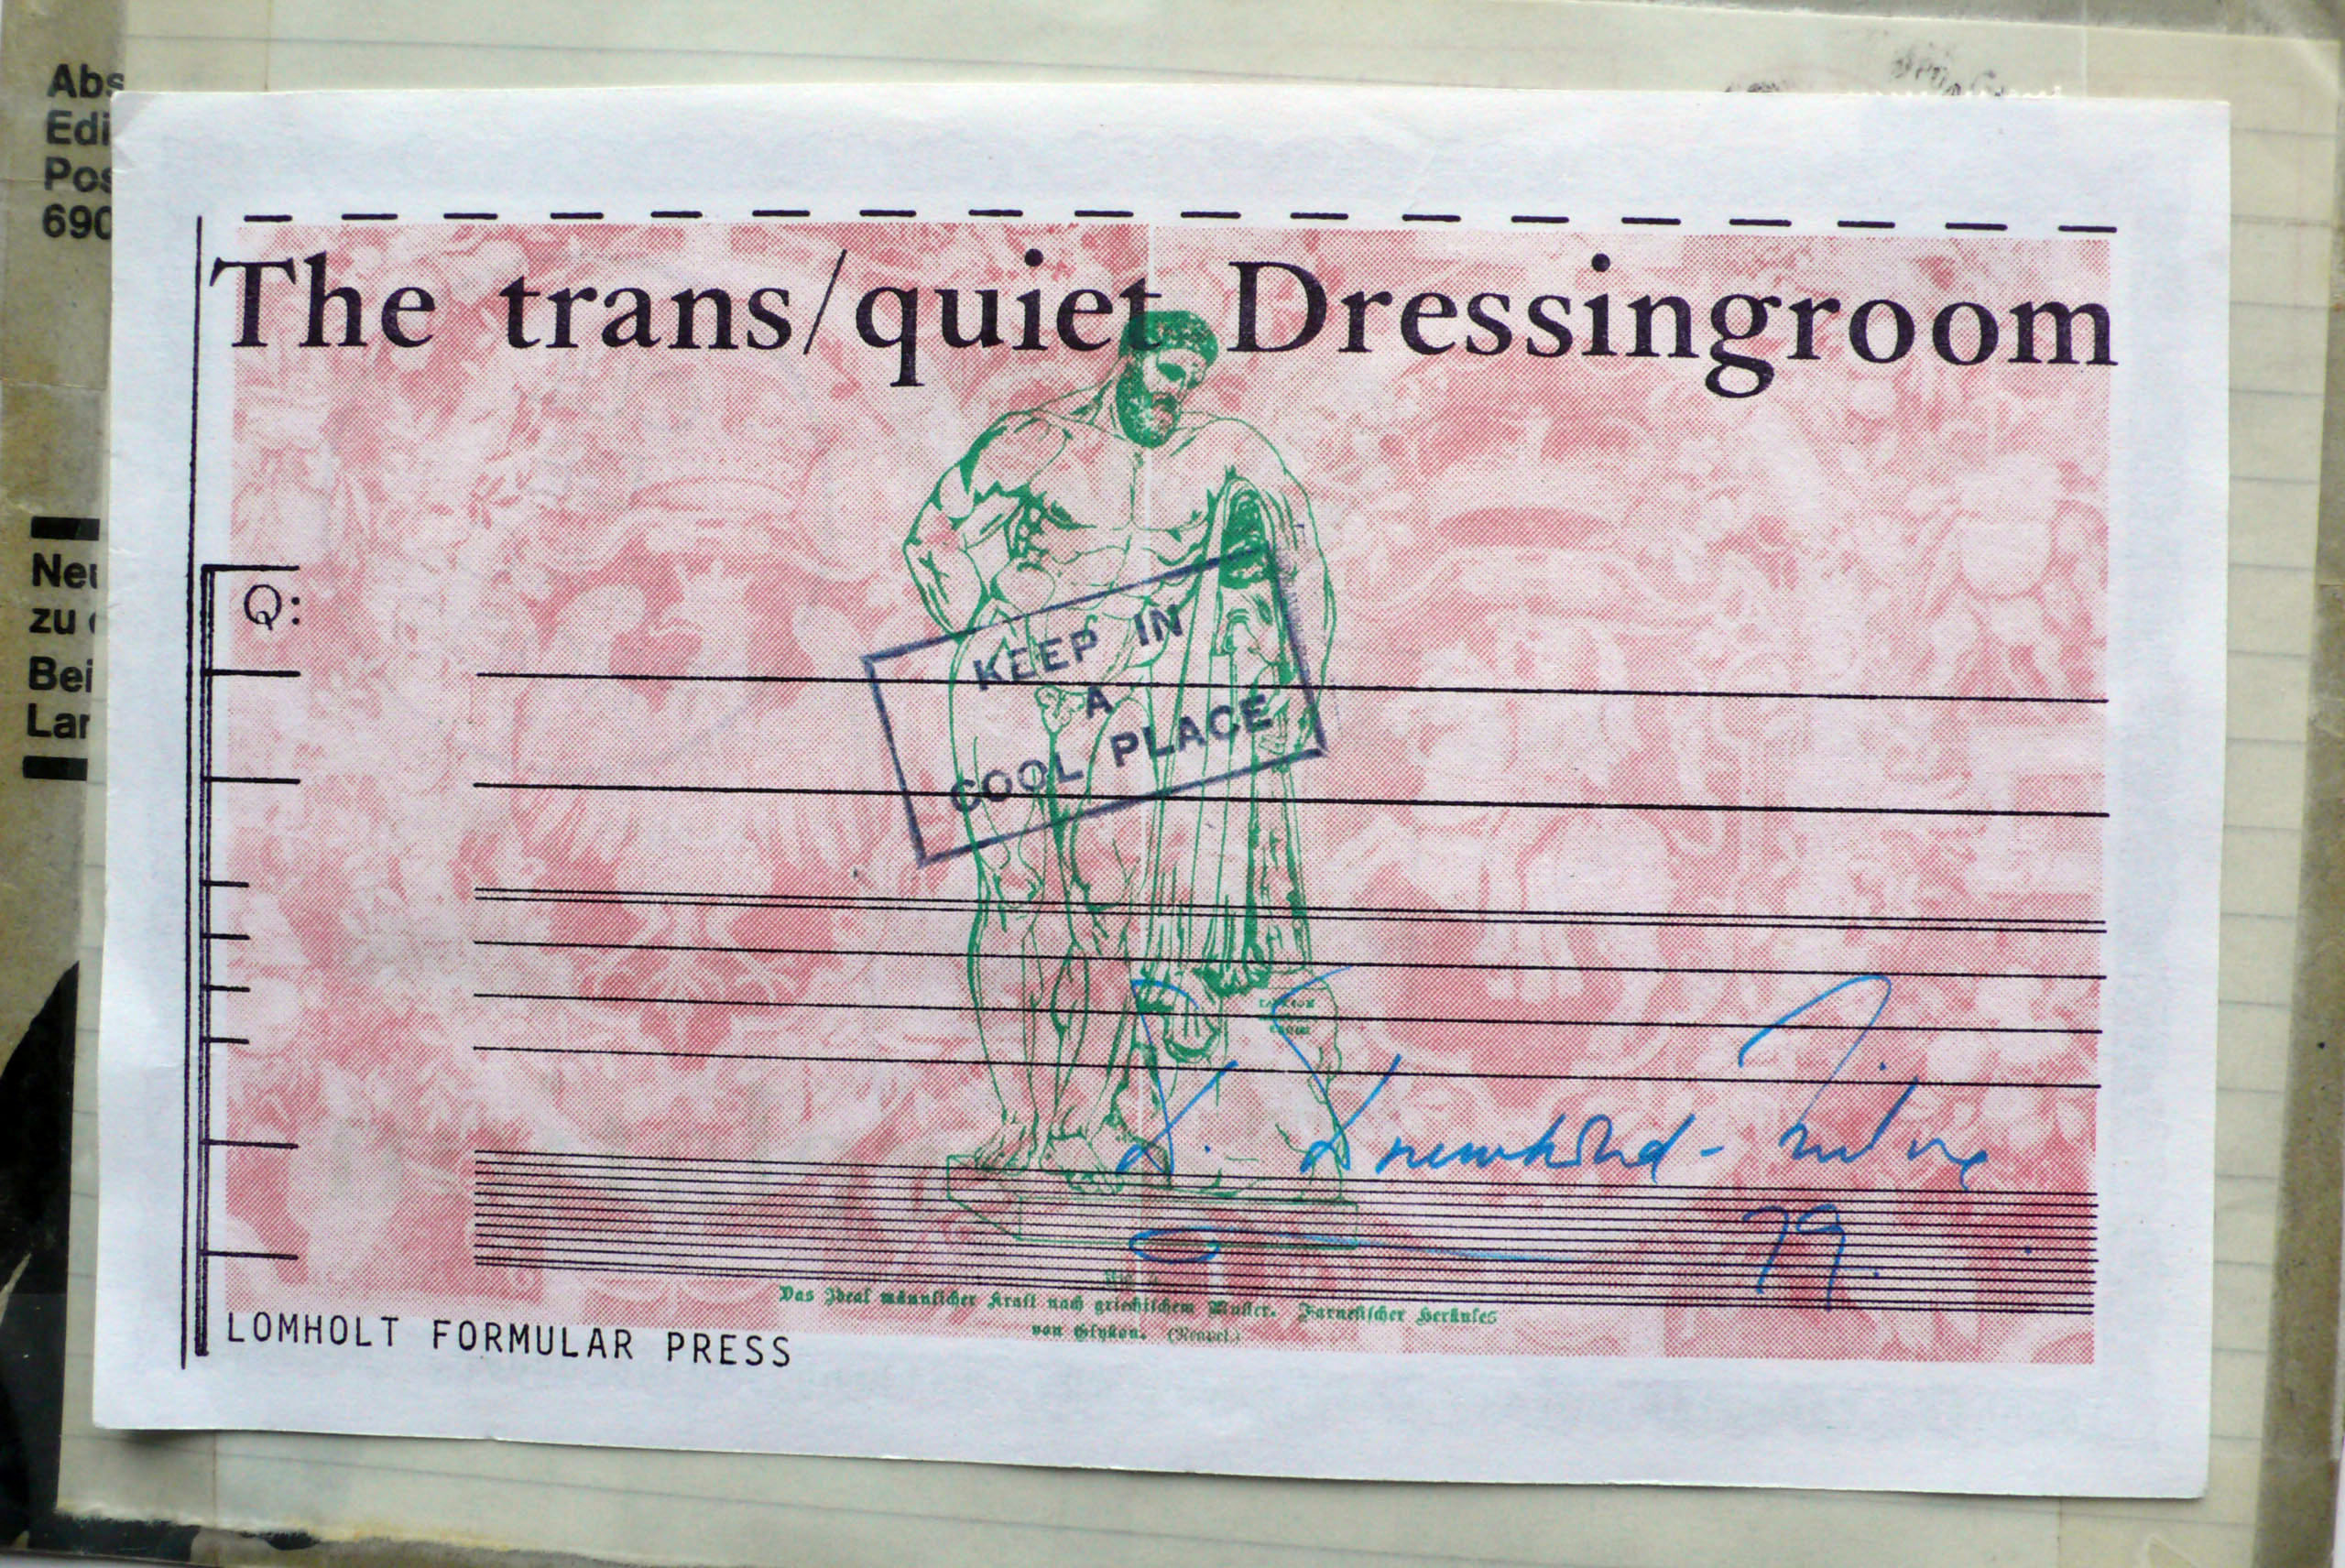 Abs
Edi
Pos
690
The trans/quiet Dressingroom
Neu
zu
Bei
Lar
Q:
KEEP IN
A
COOL PLACE
79.
Das Ideal männlicher Kraft nach griechischem Muster. Farnesischer Herkules
von Glykon. (Neapel.)
LOMHOLT FORMULAR PRESS